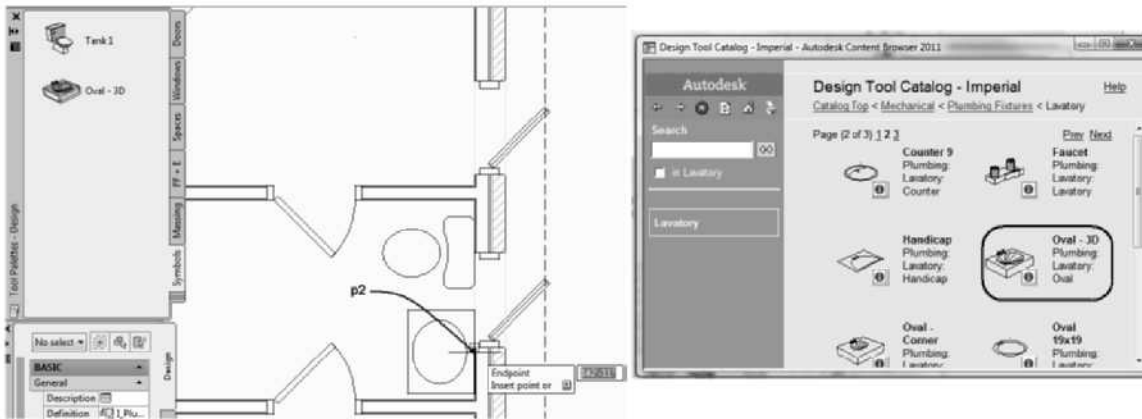 Tank 1
Oval - 3D
Doors
Windows
Spaces
FF + E
Massing
Symbols
Tool Palettes - Design
No select
BASIC
General
Description
Definition
I_Plu...
Design
p2
Endpoint
Insert point or
Design Tool Catalog - Imperial - Autodesk Content Browser 2011
Autodesk
Search
in Lavatory
Lavatory
Design Tool Catalog - Imperial
Help
Catalog Top < Mechanical < Plumbing Fixtures < Lavatory
Page (2 of 3) 1 2 3
Prev Next
Counter 9
Plumbing:
Lavatory:
Counter
Faucet
Plumbing:
Lavatory:
Lavatory
Handicap
Plumbing:
Lavatory:
Handicap
Oval - 3D
Plumbing:
Lavatory:
Oval
Oval -
Corner
Plumbing:
Lavatory:
Oval
19x19
Plumbing:
Lavatory: